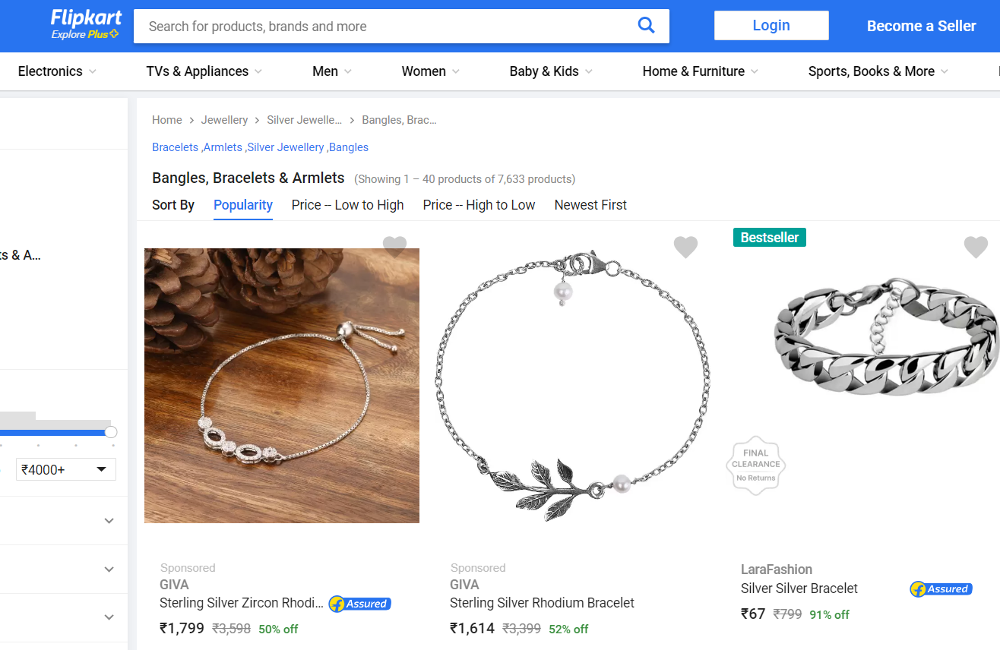 Flipkart
Explore Plus
Search for products, brands and more
Login
Become a Seller
Electronics
TVs & Appliances
Men
Women
Baby & Kids
Home & Furniture
Sports, Books & More
Home > Jewellery > Silver Jewelle... > Bangles, Brac...
Bracelets ,Armlets ,Silver Jewellery ,Bangles
Bangles, Bracelets & Armlets (Showing 1 – 40 products of 7,633 products)
Sort By Popularity Price -- Low to High Price -- High to Low Newest First
ts & A...
₹4000+
Bestseller
FINAL
CLEARANCE
No Returns
Sponsored
GIVA
Sterling Silver Zircon Rhodi... Assured
₹1,799 ₹3,598 50% off
Sponsored
GIVA
Sterling Silver Rhodium Bracelet
₹1,614 ₹3,399 52% off
LaraFashion
Silver Silver Bracelet Assured
₹67 ₹799 91% off